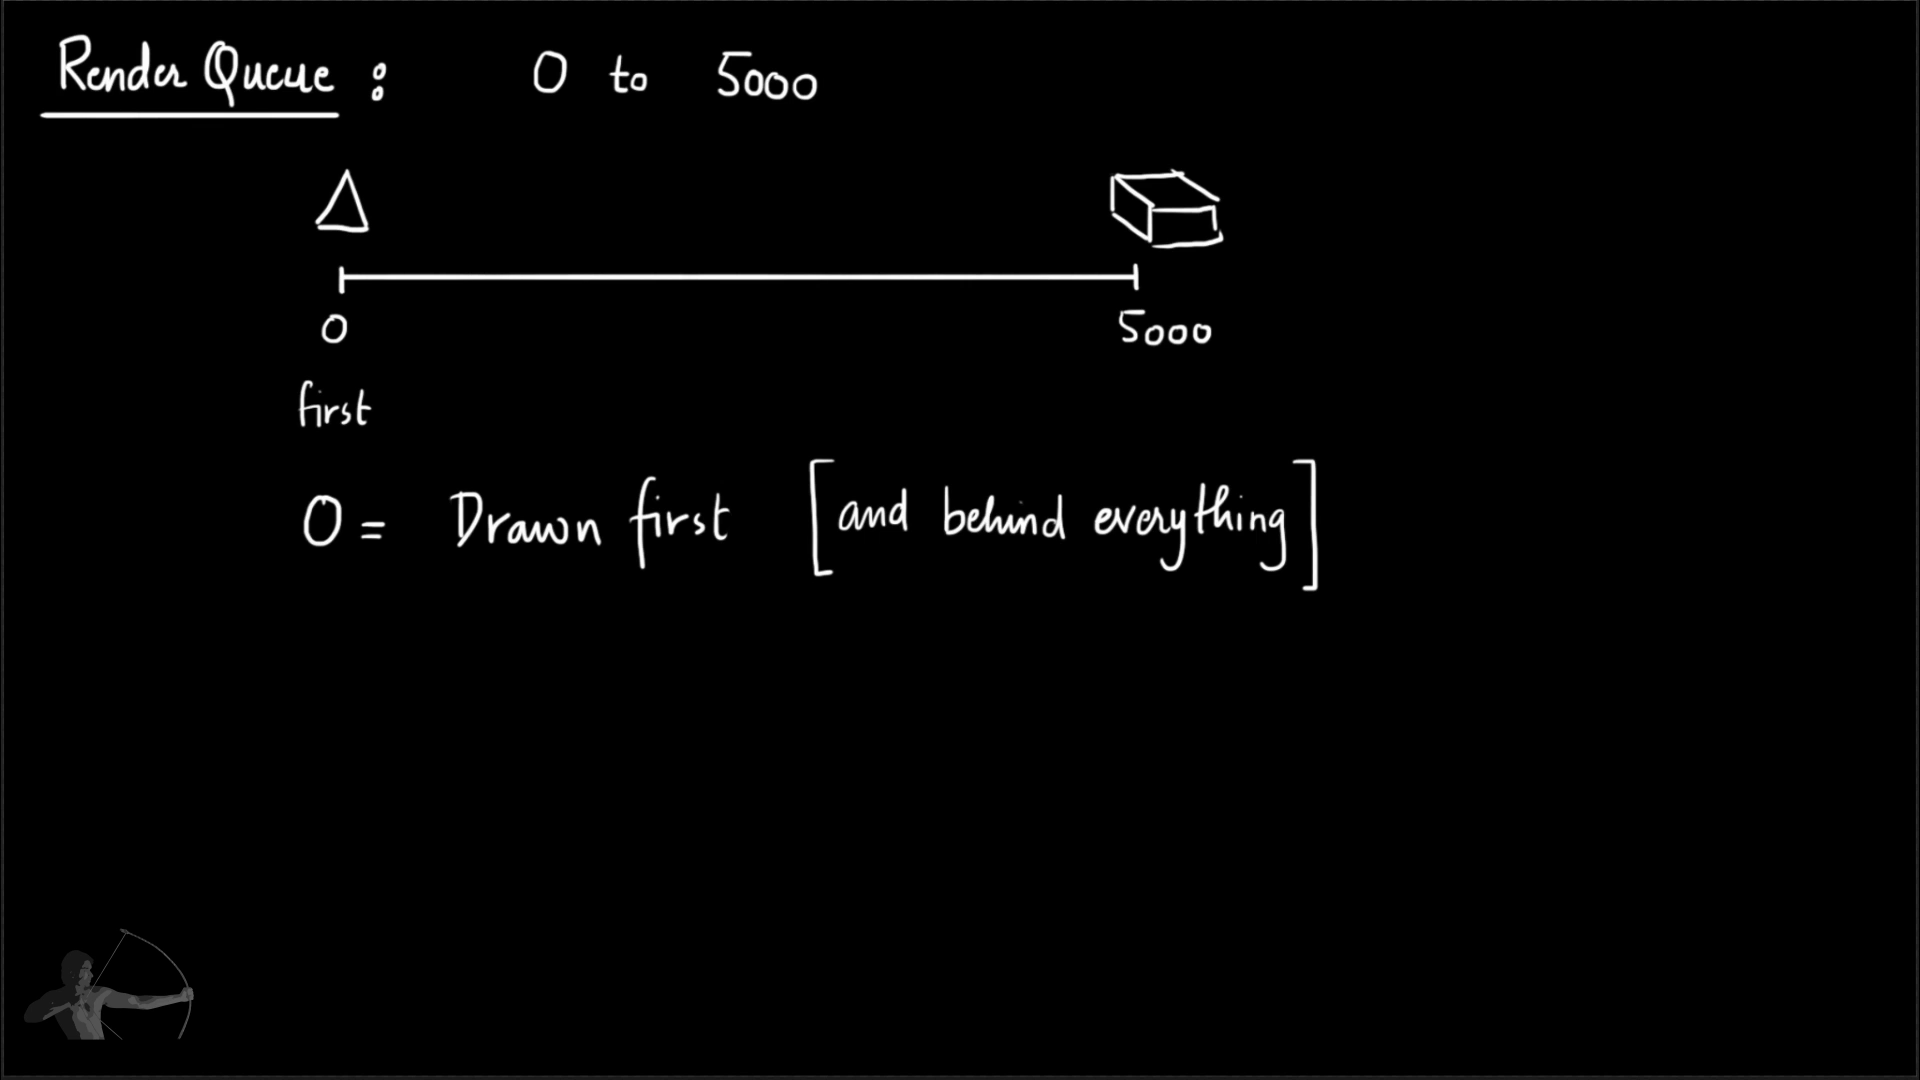 Render Queue : 0 to 5000
0 5000
first
0 = Drawn first [and behind everything]